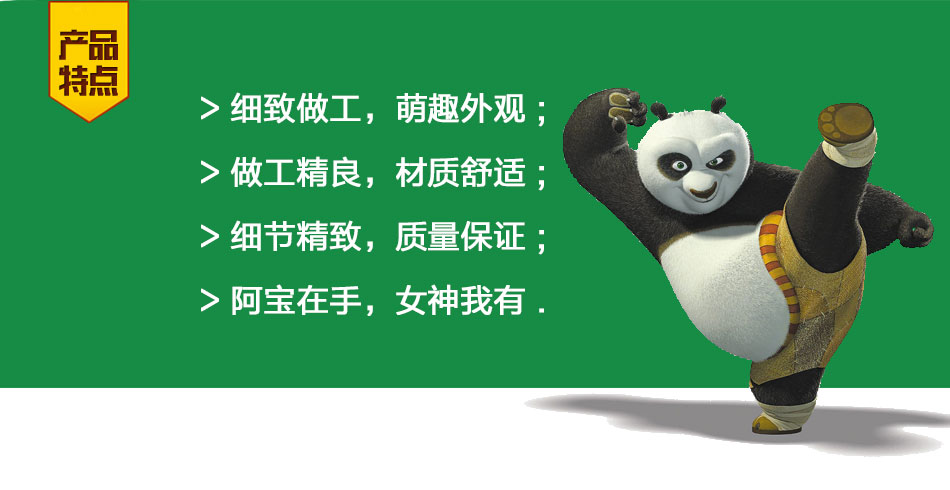 产品
特点
> 细致做工，萌趣外观；
> 做工精良，材质舒适；
> 细节精致，质量保证；
> 阿宝在手，女神我有．